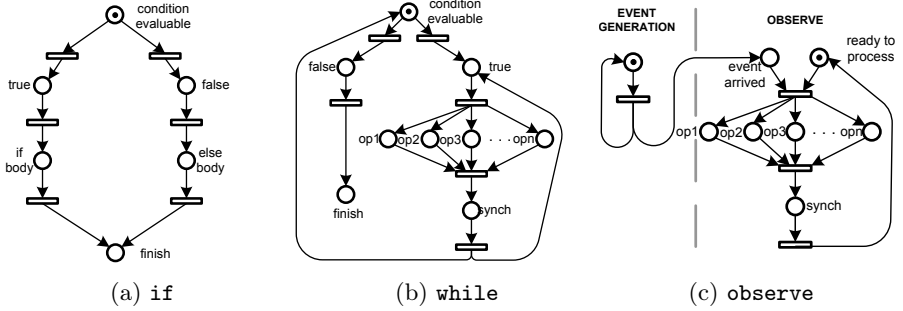 condition
evaluable
true
false
if
body
else
body
finish
(a) if
condition
evaluable
false
true
op1
op2
op3
. . .
opn
finish
synch
(b) while
EVENT
GENERATION
OBSERVE
ready to
process
event
arrived
op1
op2
op3
. . .
opn
synch
(c) observe